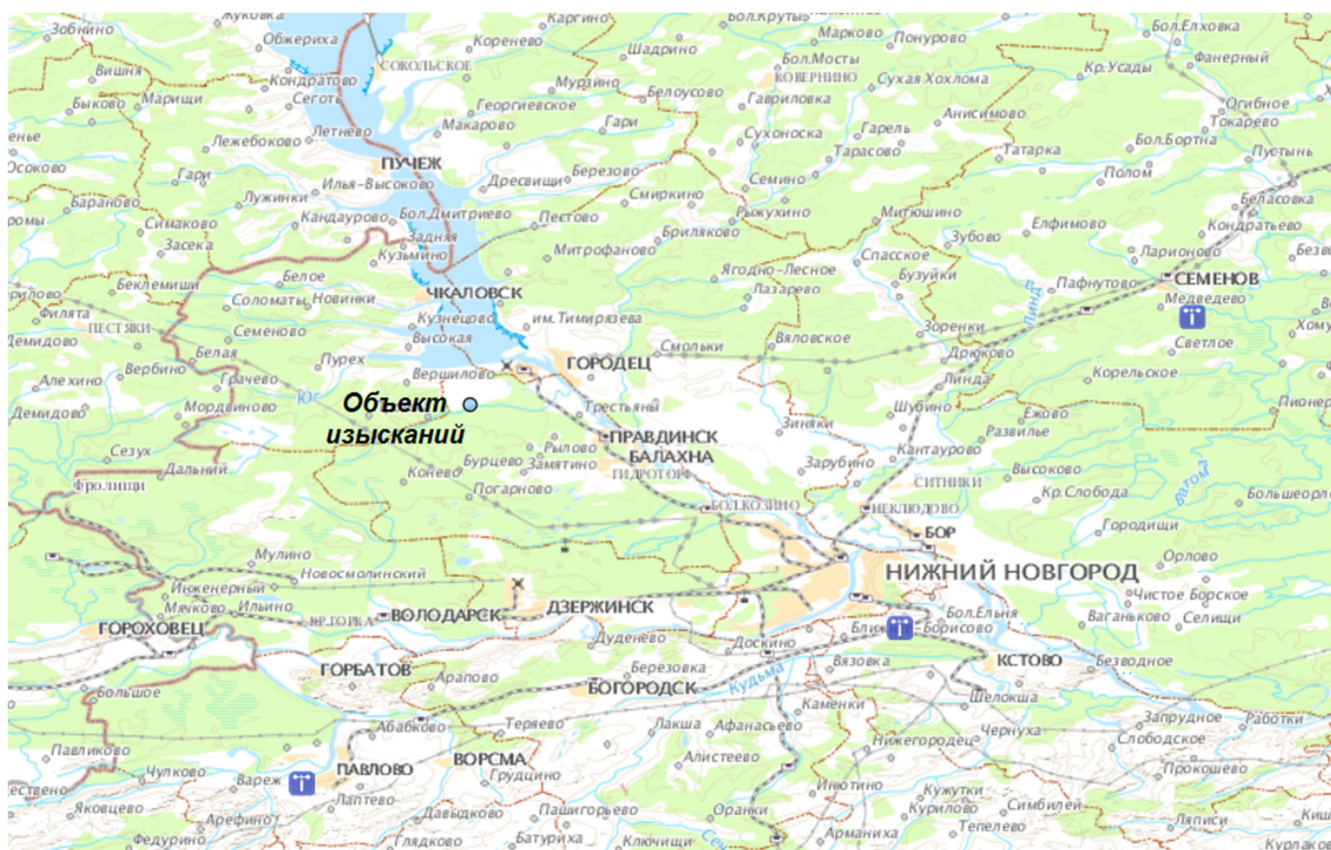 Жуковка
Каргино
Бол.Крутые
Марково
Понурово
Бол.Елховка
Зобнино
Обжериха
Коренево
Шадрино
Бол.Мосты
Фанерный
СОКОЛЬСКОЕ
КОВЕРНИНО
Кр.Усады
Вишня
Кондратово
Мурзино
Белоусово
Сухая Хохлома
Быково
Марищи
Сеготь
Георгиевское
Гавриловка
Анисимово
Огибное
Токарево
Летнево
Макарово
Гари
Сухоноска
Гарель
Лежебоково
Тарасово
Татарка
Бол.Бортна
Пустынь
Осоково
ПУЧЕЖ
Гари
Илья-Высоково
Дресвищи
Березово
Семино
Полом
Лужинки
Смиркино
Беласовка
Бараново
Кандаурово
Бол.Дмитриево
Пестово
Рыжухино
Митюшино
Елфимово
Кондратьево
Симаково
Задняя
Бриляково
Зубово
Засека
Кузьмино
Митрофаново
Спасское
Ларионово
Белое
Ягодно-Лесное
Бузуйки
Пафнутово
СЕМЕНОВ
Беклемиши
ЧКАЛОВСК
Лазарево
Соломаты
Новинки
Линда
Медведево
Филята
ПЕСТЯКИ
Кузнецово
им.Тимирязева
Зоренки
Семеново
Высокая
Смольки
Вяловское
Светлое
Демидово
Белая
Пурех
ГОРОДЕЦ
Дрюково
Вербино
Вершилово
Линда
Корельское
Алехино
Грачево
Юг
Объект
изысканий
Мордвиново
Трестьяны
Шубино
Ежово
Демидово
Зиняки
Развилье
ПРАВДИНСК
Рылово
БАЛАХНА
Кантаурово
Сезух
Бурцево
Замятино
Зарубино
Высоково
Дальний
Конево
ГИДРОТОРФ
СИТНИКИ
Фролищи
Погарново
Кр.Слобода
Ватома
БОЛ.КОЗИНО
НЕКЛЮДОВО
Городищи
БОР
Мулино
Орлово
Новосмолинский
НИЖНИЙ НОВГОРОД
Инженерный
Чистое Борское
Мячково
Ильино
ДЗЕРЖИНСК
Бол.Ельня
Ваганьково
Селищи
ГОРОХОВЕЦ
ВОЛОДАРСК
Дуденево
Доскино
Борисово
ГОРБАТОВ
Березовка
Вязовка
КСТОВО
Безводное
Большое
Арапово
БОГОРОДСК
Кудьма
Шелокша
Каменки
Абабково
Теряево
Лакша
Афанасьево
Чернуха
Запрудное
Работки
Нижегородец
Слободское
Павликово
ВОРСМА
Алистеево
Чулково
Вареж
ПАВЛОВО
Грудцино
Прокошево
Инютино
Кужутки
Лаптево
Яковцево
Давыдково
Пашигорьево
Оранки
Курилово
Симбилей
Арефино
Тепелево
Ляписи
Федурино
Глядково
Батуриха
Ключищи
Арманиха